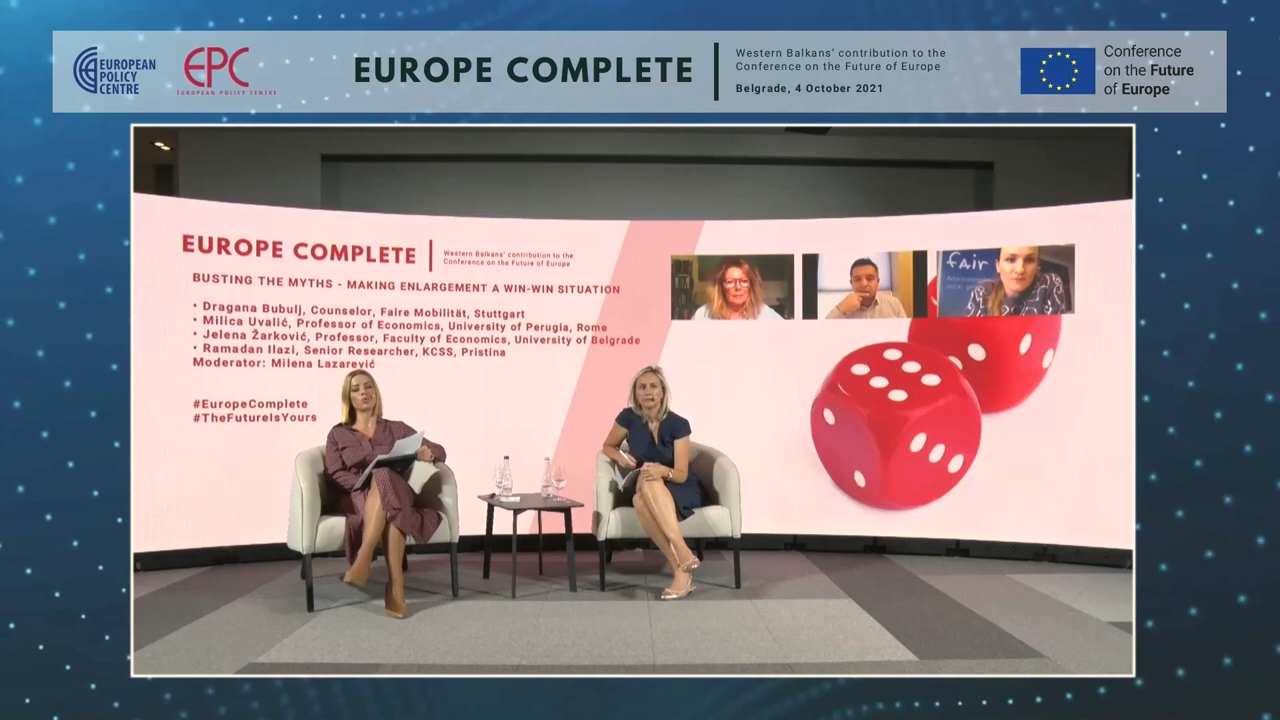 EUROPEAN
POLICY
CENTRE
EPC
EUROPEAN POLICY CENTRE
EUROPE COMPLETE
Western Balkans' contribution to the
Conference on the Future of Europe
Belgrade, 4 October 2021
Conference
on the Future
of Europe
EUROPE COMPLETE
Western Balkans' contribution to the
Conference on the Future of Europe
BUSTING THE MYTHS - MAKING ENLARGEMENT A WIN-WIN SITUATION
• Dragana Bubulj, Counselor, Faire Mobilität, Stuttgart
• Milica Uvalić, Professor of Economics, University of Perugia, Rome
• Jelena Žarković, Professor, Faculty of Economics, University of Belgrade
• Ramadan Ilazi, Senior Researcher, KCSS, Pristina
Moderator: Milena Lazarević
#EuropeComplete
#TheFutureIsYours
fair